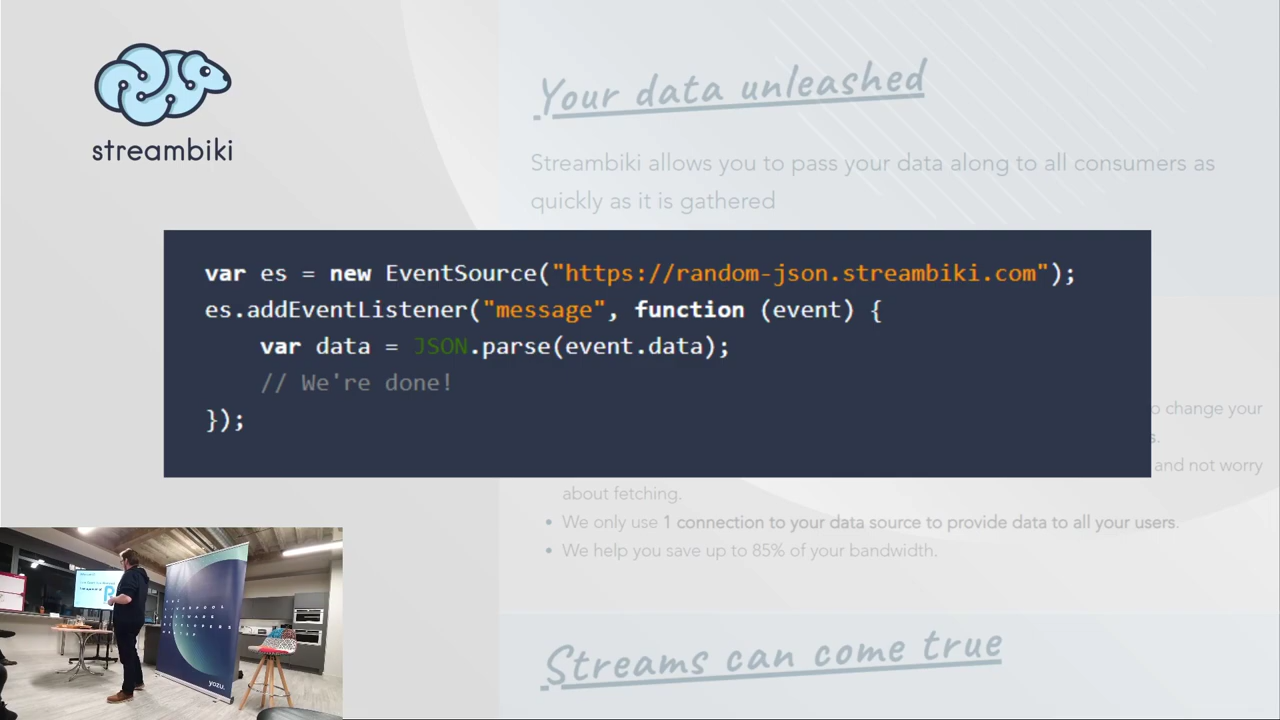 streambiki
Your data unleashed
Streambiki allows you to pass your data along to all consumers as
quickly as it is gathered
var es = new EventSource("https://random-json.streambiki.com");
es.addEventListener("message", function (event) {
var data = JSON.parse(event.data);
// We're done!
});
o change your
s.
and not worry
about fetching.
• We only use 1 connection to your data source to provide data to all your users.
• We help you save up to 85% of your bandwidth.
Streams can come true
LIVERPOOL
SOFTWARE
DEVELOPERS
yozu.